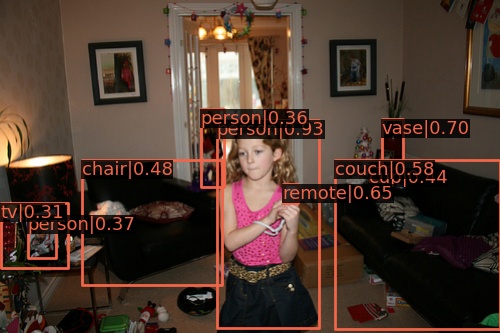 person|0.36
person|0.93
vase|0.70
chair|0.48
couch|0.58
cup|0.44
remote|0.65
tv|0.31
person|0.37